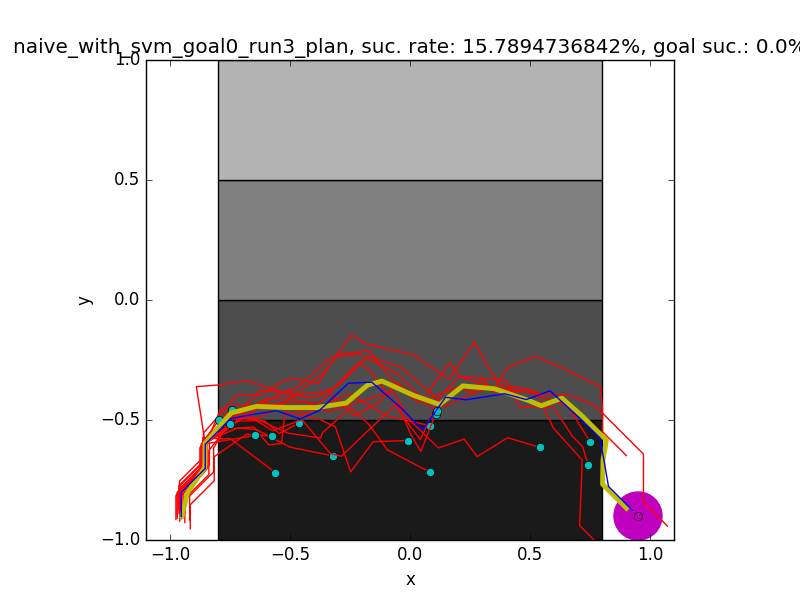 naive_with_svm_goal0_run3_plan, suc. rate: 15.7894736842%, goal suc.: 0.0%
1.0
0.5
0.0
−0.5
−1.0
y
−1.0 −0.5 0.0 0.5 1.0
x